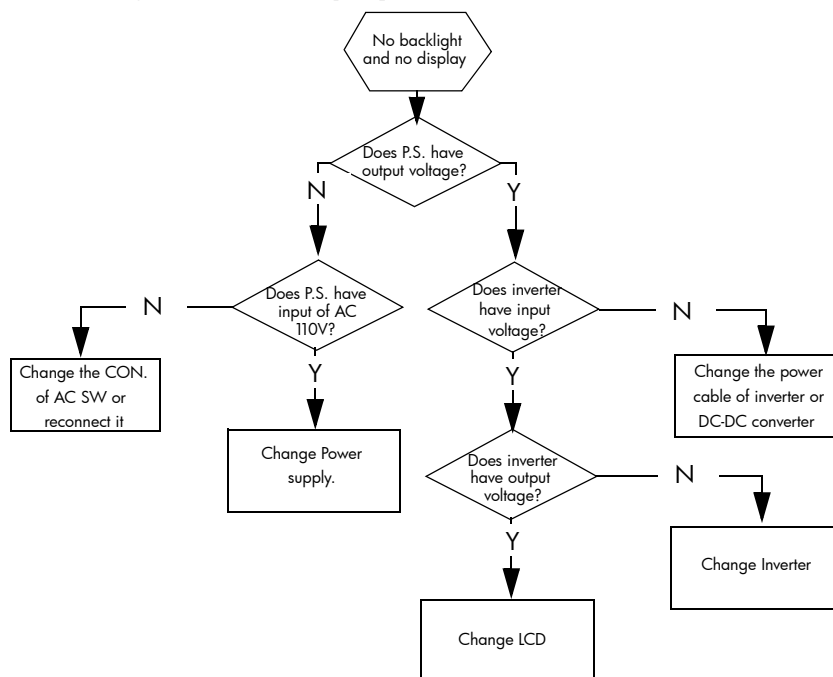 No backlight
and no display
Does P.S. have
output voltage?
N
Y
Does P.S. have
input of AC
110V?
Does inverter
have input
voltage?
N
N
Change the CON.
of AC SW or
reconnect it
Y
Y
Change the power
cable of inverter or
DC-DC converter
Change Power
supply.
Does inverter
have output
voltage?
N
Y
Change Inverter
Change LCD